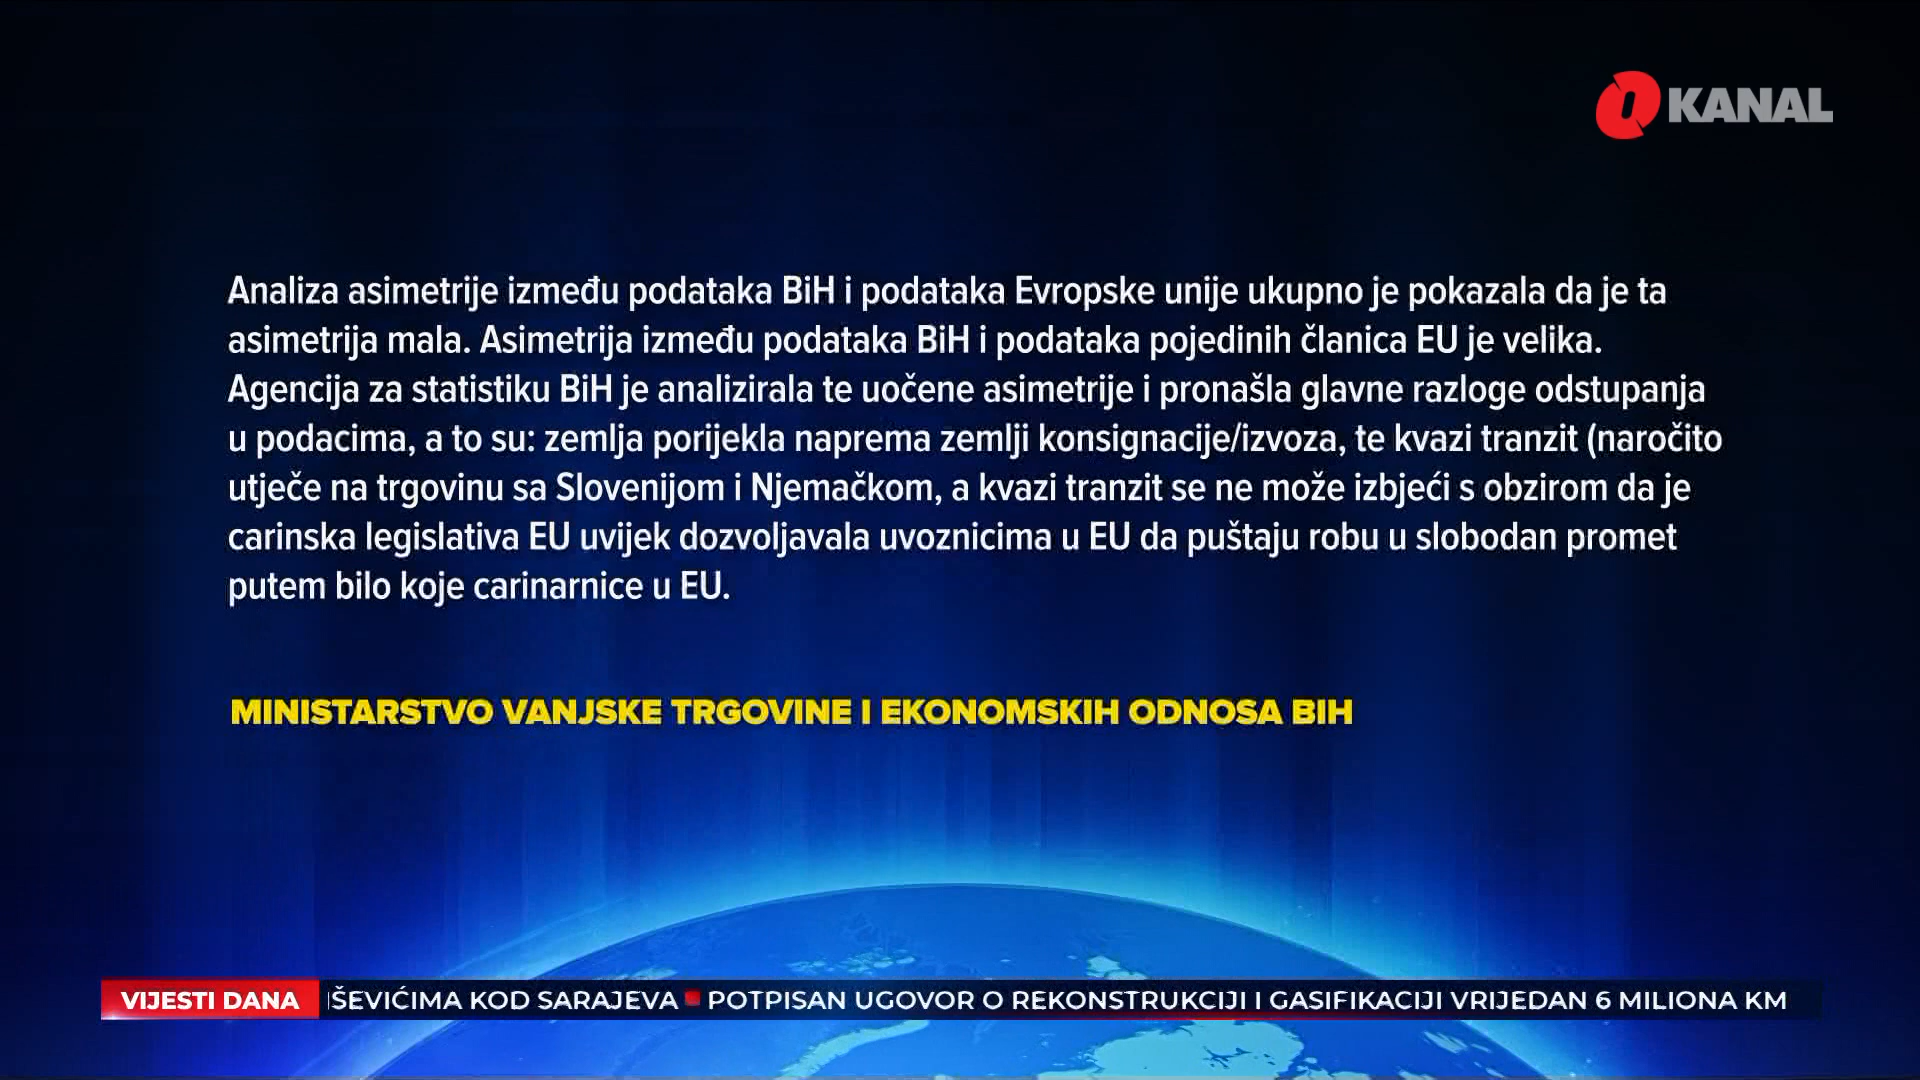 KANAL
Analiza asimetrije između podataka BiH i podataka Evropske unije ukupno je pokazala da je ta
asimetrija mala. Asimetrija između podataka BiH i podataka pojedinih članica EU je velika.
Agencija za statistiku BiH je analizirala te uočene asimetrije i pronašla glavne razloge odstupanja
u podacima, a to su: zemlja porijekla naprema zemlji konsignacije/izvoza, te kvazi tranzit (naročito
utječe na trgovinu sa Slovenijom i Njemačkom, a kvazi tranzit se ne može izbjeći s obzirom da je
carinska legislativa EU uvijek dozvoljavala uvoznicima u EU da puštaju robu u slobodan promet
putem bilo koje carinarnice u EU.
MINISTARSTVO VANJSKE TRGOVINE I EKONOMSKIH ODNOSA BIH
VIJESTI DANA ŠEVIĆIMA KOD SARAJEVA POTPISAN UGOVOR O REKONSTRUKCIJI I GASIFIKACIJI VRIJEDAN 6 MILIONA KM